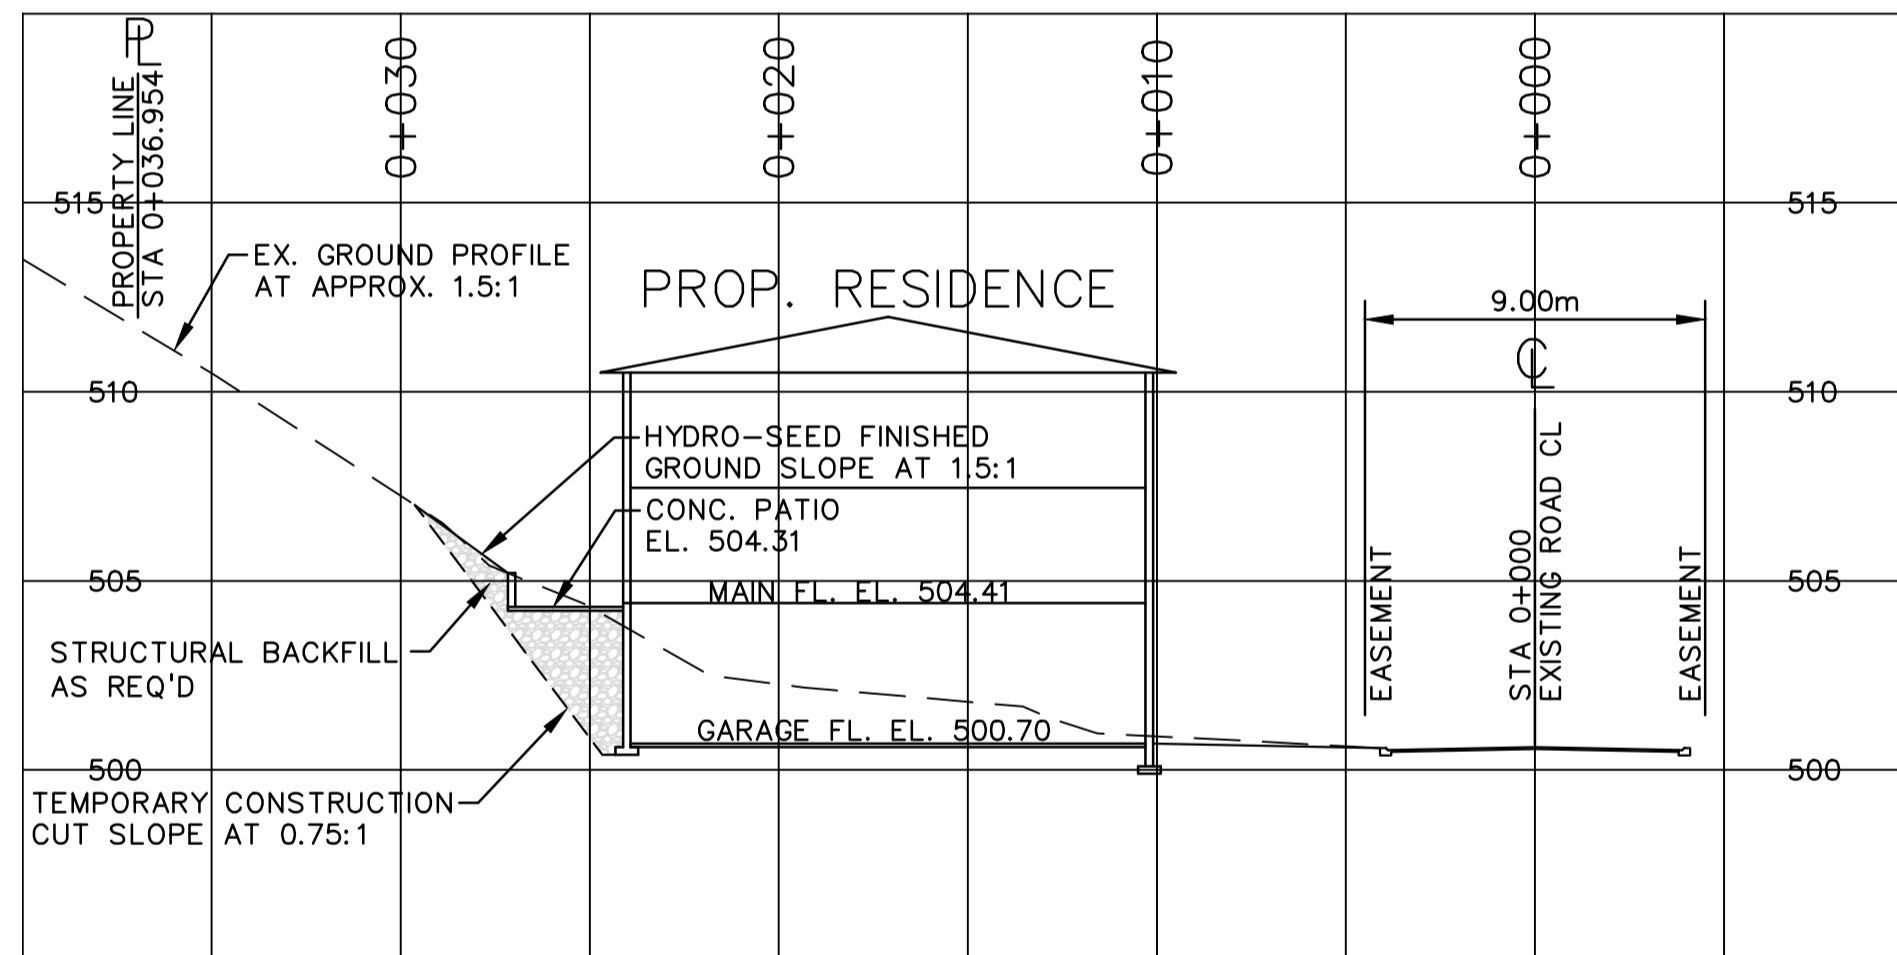 PL
PROPERTY LINE
STA 0+036.954
0+030
0+020
0+010
0+000
515
515
EX. GROUND PROFILE
AT APPROX. 1.5:1
PROP. RESIDENCE
9.00m
CL
510
510
HYDRO-SEED FINISHED
GROUND SLOPE AT 1.5:1
CONC. PATIO
EL. 504.31
EASEMENT
STA 0+000
EXISTING ROAD CL
EASEMENT
505
505
MAIN FL. EL. 504.41
STRUCTURAL BACKFILL
AS REQ'D
GARAGE FL. EL. 500.70
500
500
TEMPORARY CONSTRUCTION
CUT SLOPE AT 0.75:1